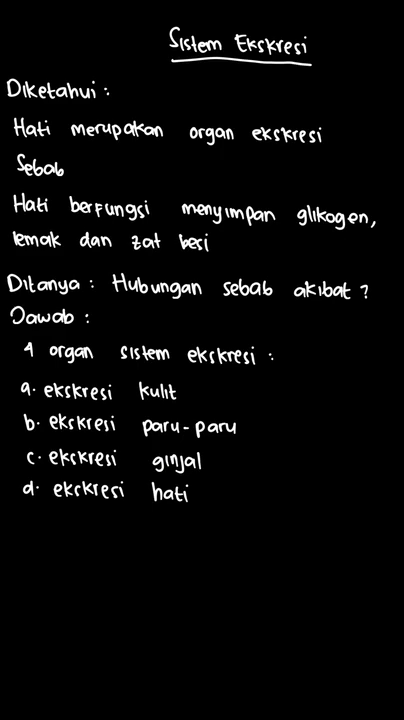 Sistem Ekskresi
Diketahui :
Hati merupakan organ ekskresi
Sebab
Hati berfungsi menyimpan glikogen,
lemak dan zat besi
Ditanya : Hubungan sebab akibat ?
Jawab :
4 organ sistem ekskresi :
a. ekskresi kulit
b. ekskresi paru-paru
c. ekskresi ginjal
d. ekskresi hati